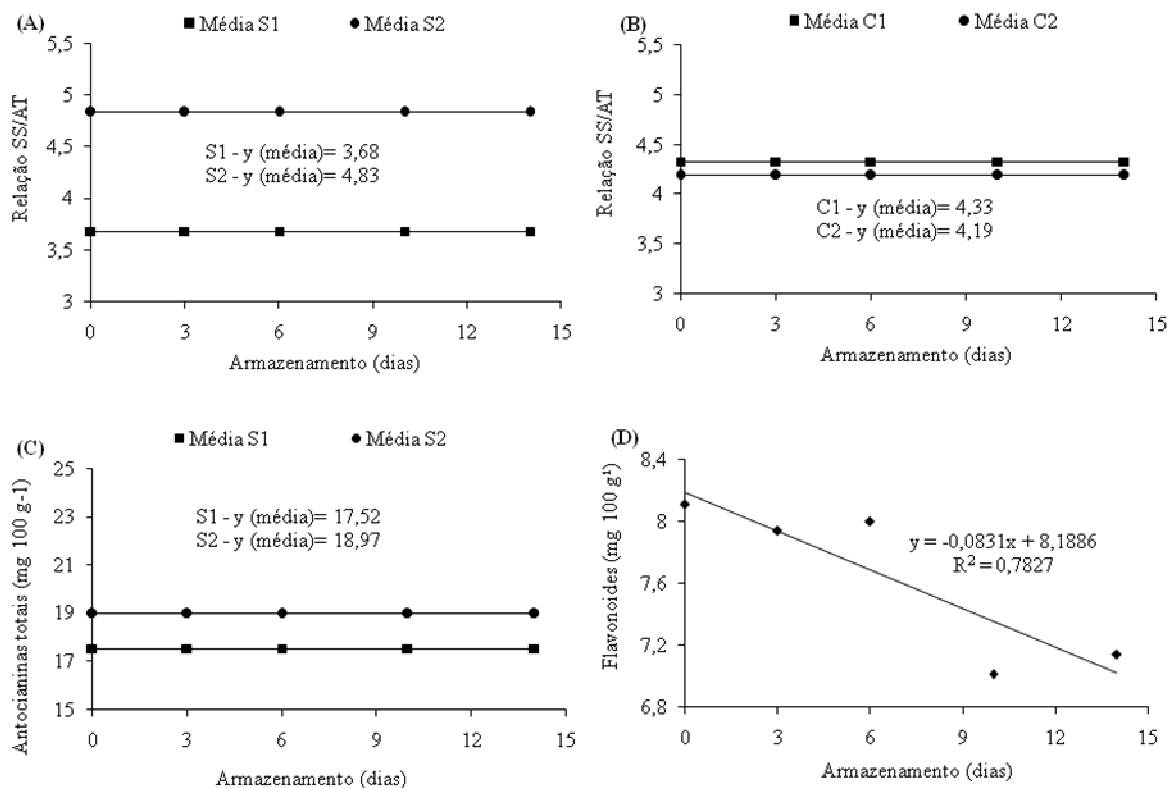 (A)
Média S1 Média S2
5,5
5
4,5
4
3,5
3
Relação SS/AT
S1 - y (média)= 3,68
S2 - y (média)= 4,83
0 3 6 9 12 15
Armazenamento (dias)
(B)
Média C1 Média C2
5,5
5
4,5
4
3,5
3
Relação SS/AT
C1 - y (média)= 4,33
C2 - y (média)= 4,19
0 3 6 9 12 15
Armazenamento (dias)
(C)
Média S1 Média S2
25
23
21
19
17
15
Antocianinas totais (mg 100 g-1)
S1 - y (média)= 17,52
S2 - y (média)= 18,97
0 3 6 9 12 15
Armazenamento (dias)
(D)
8,4
8
7,6
7,2
6,8
Flavonoides (mg 100 g¹)
y = -0,0831x + 8,1886
R² = 0,7827
0 3 6 9 12 15
Armazenamento (dias)